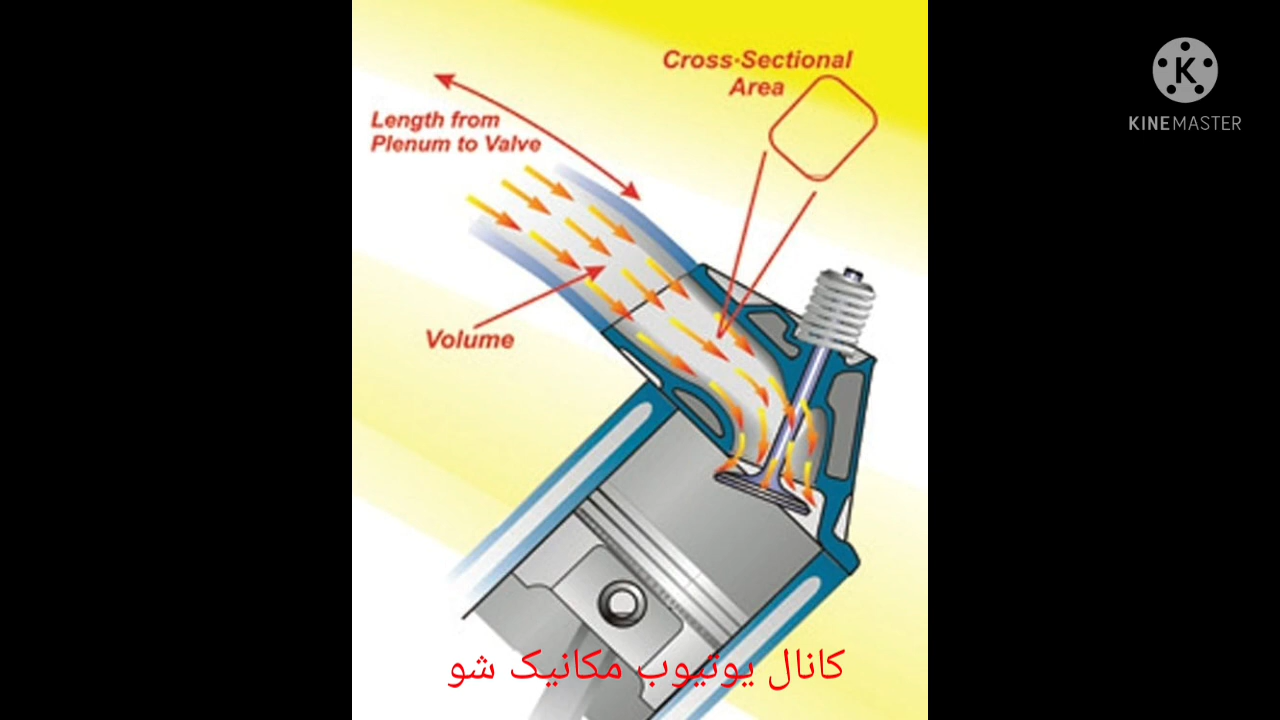 Cross-Sectional
Area
Length from
Plenum to Valve
Volume
KINEMASTER
کانال یوتیوب مکانیک شو